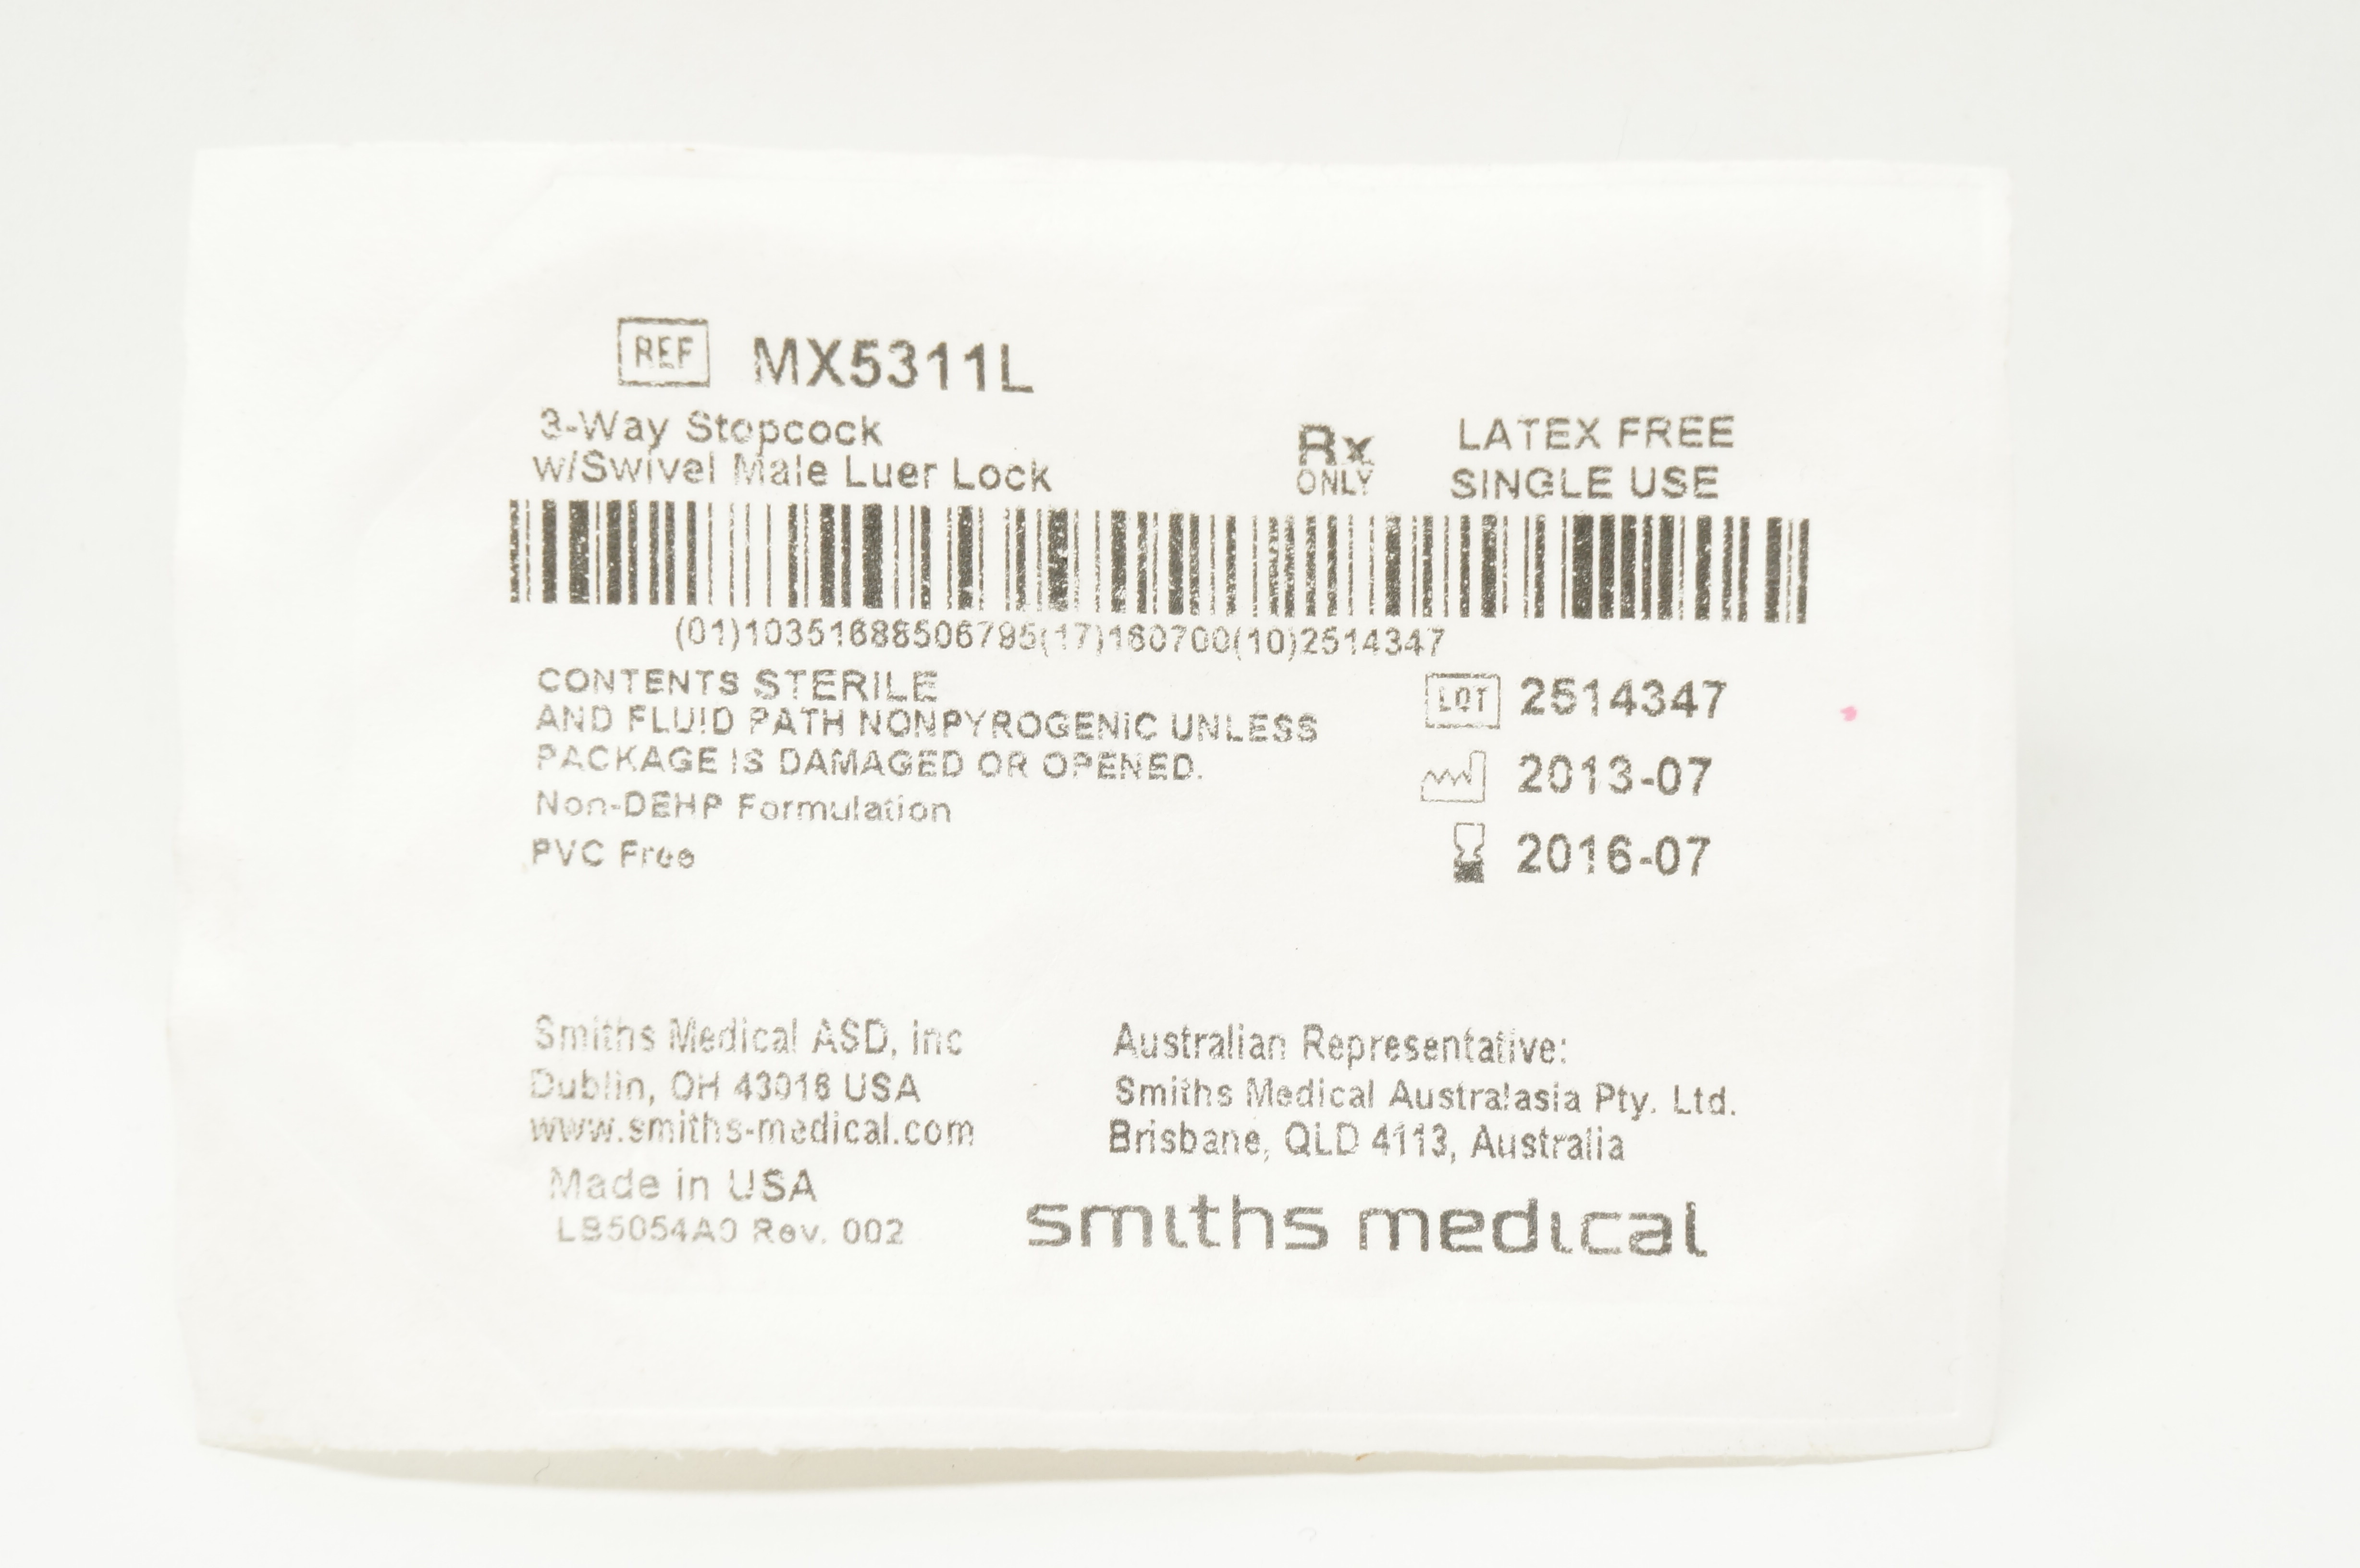 REF MX5311L
3-Way Stopcock
w/Swivel Male Luer Lock
Rx
ONLY
LATEX FREE
SINGLE USE
(01)10351688506795(17)160700(10)2514347
CONTENTS STERILE
AND FLUID PATH NONPYROGENIC UNLESS
PACKAGE IS DAMAGED OR OPENED.
Non-DEHP Formulation
PVC Free
LOT 2514347
2013-07
2016-07
Smiths Medical ASD, inc
Dublin, OH 43016 USA
www.smiths-medical.com
Made in USA
LB5054A0 Rev. 002
Australian Representative:
Smiths Medical Australasia Pty. Ltd.
Brisbane, QLD 4113, Australia
smiths medical